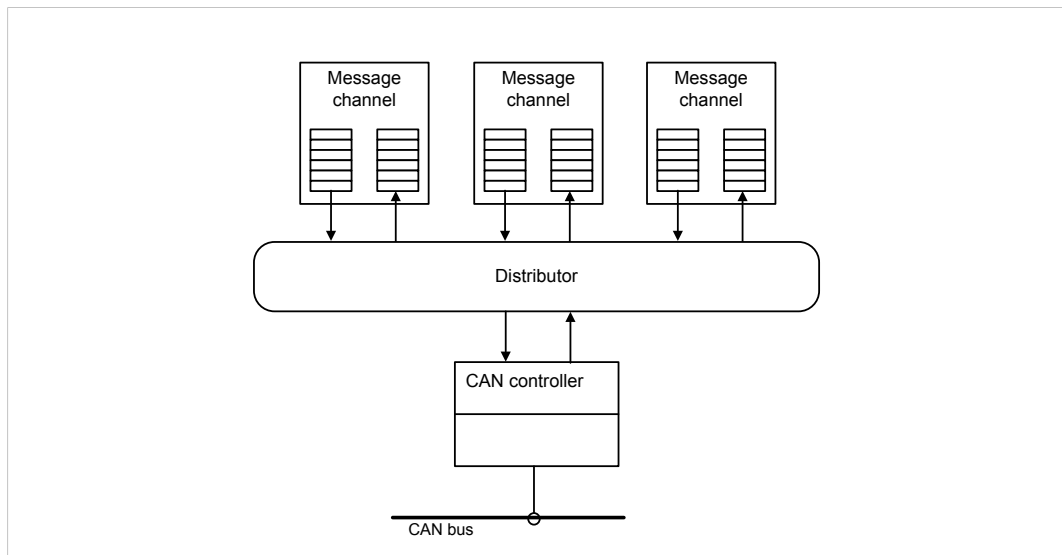 Message
channel
Message
channel
Message
channel
Distributor
CAN controller
CAN bus